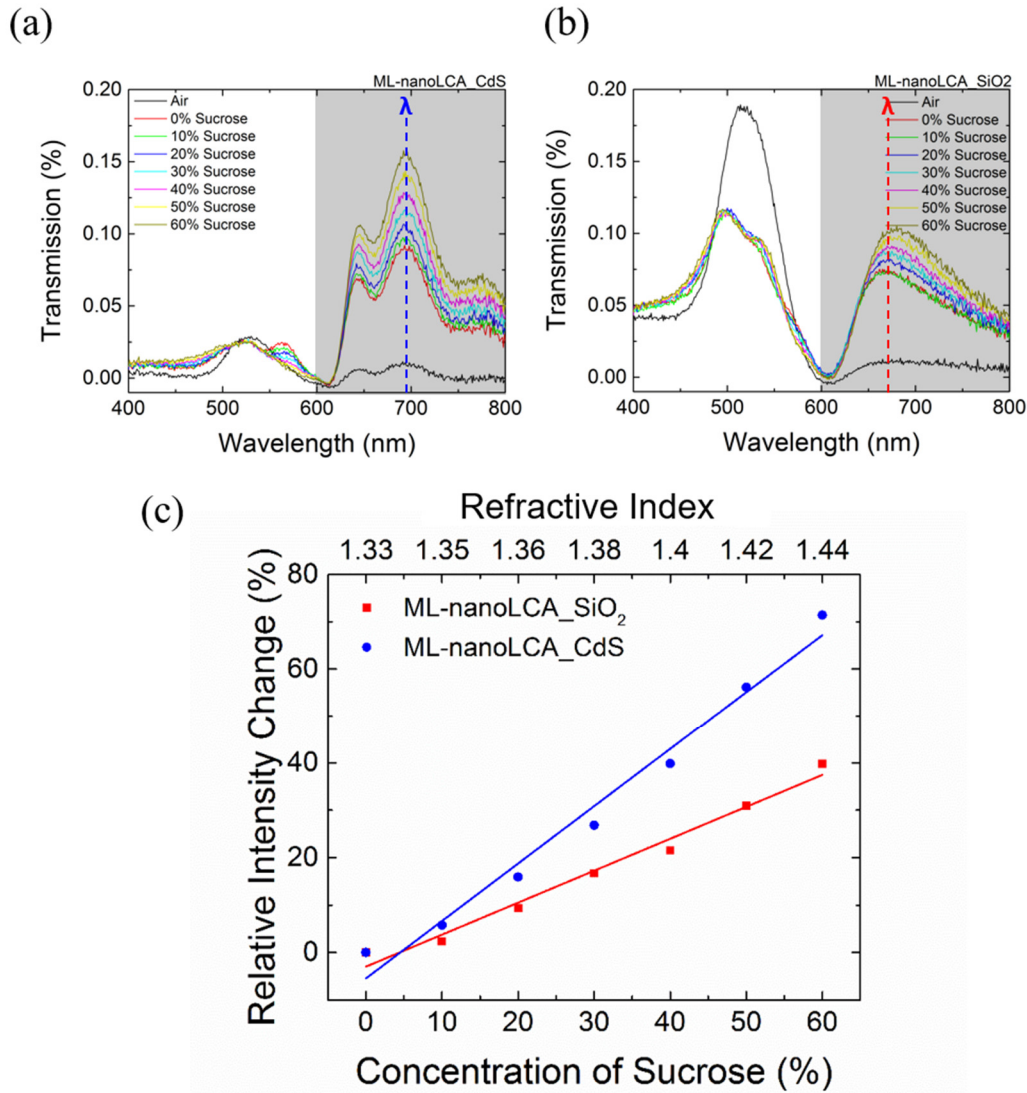 (a)
ML-nanoLCA_CdS
0.20
0.15
0.10
0.05
0.00
Transmission (%)
Air
0% Sucrose
10% Sucrose
20% Sucrose
30% Sucrose
40% Sucrose
50% Sucrose
60% Sucrose
λ
400 500 600 700 800
Wavelength (nm)
(b)
ML-nanoLCA_SiO2
0.20
0.15
0.10
0.05
0.00
Transmission (%)
λ
Air
0% Sucrose
10% Sucrose
20% Sucrose
30% Sucrose
40% Sucrose
50% Sucrose
60% Sucrose
400 500 600 700 800
Wavelength (nm)
(c)
Refractive Index
1.33 1.35 1.36 1.38 1.4 1.42 1.44
80
60
40
20
0
Relative Intensity Change (%)
ML-nanoLCA_SiO₂
ML-nanoLCA_CdS
0 10 20 30 40 50 60
Concentration of Sucrose (%)